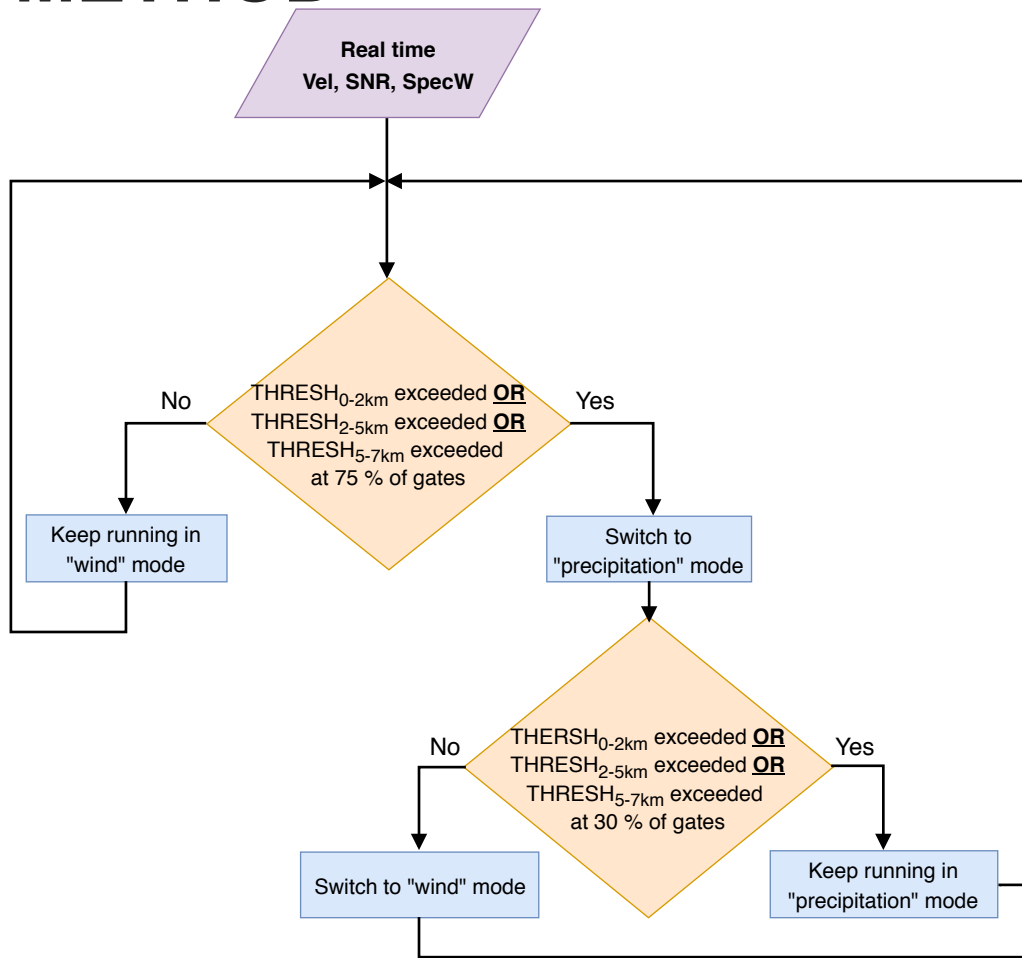 Real time
Vel, SNR, SpecW
No
Yes
THRESH0-2km exceeded OR
THRESH2-5km exceeded OR
THRESH5-7km exceeded
at 75 % of gates
Keep running in
"wind" mode
Switch to
"precipitation" mode
No
Yes
THERSH0-2km exceeded OR
THRESH2-5km exceeded OR
THRESH5-7km exceeded
at 30 % of gates
Switch to "wind" mode
Keep running in
"precipitation" mode